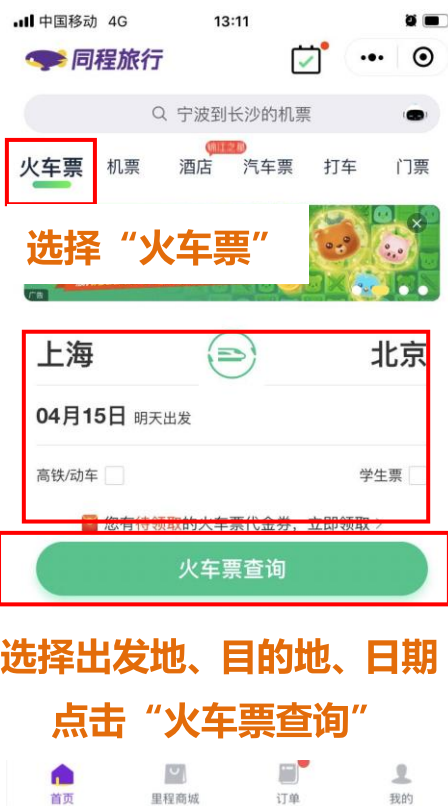 中国移动 4G 13:11
同程旅行
宁波到长沙的机票
锦江之星
火车票 机票 酒店 汽车票 打车 门票
选择“火车票”
广告
上海 北京
04月15日 明天出发
高铁/动车 学生票
您有待领取的火车票代金券，立即领取 >
火车票查询
选择出发地、目的地、日期
点击“火车票查询”
首页 里程商城 订单 我的